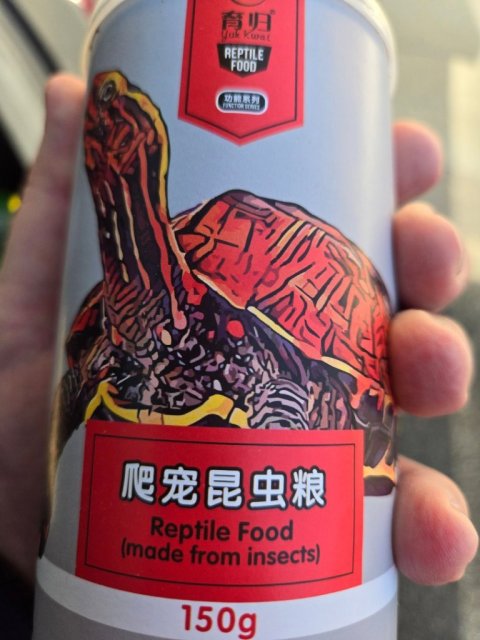 育归®
Yuk Kwai
REPTILE
FOOD
功能系列
FUNCTION SERIES
爬宠昆虫粮
Reptile Food
(made from insects)
150g